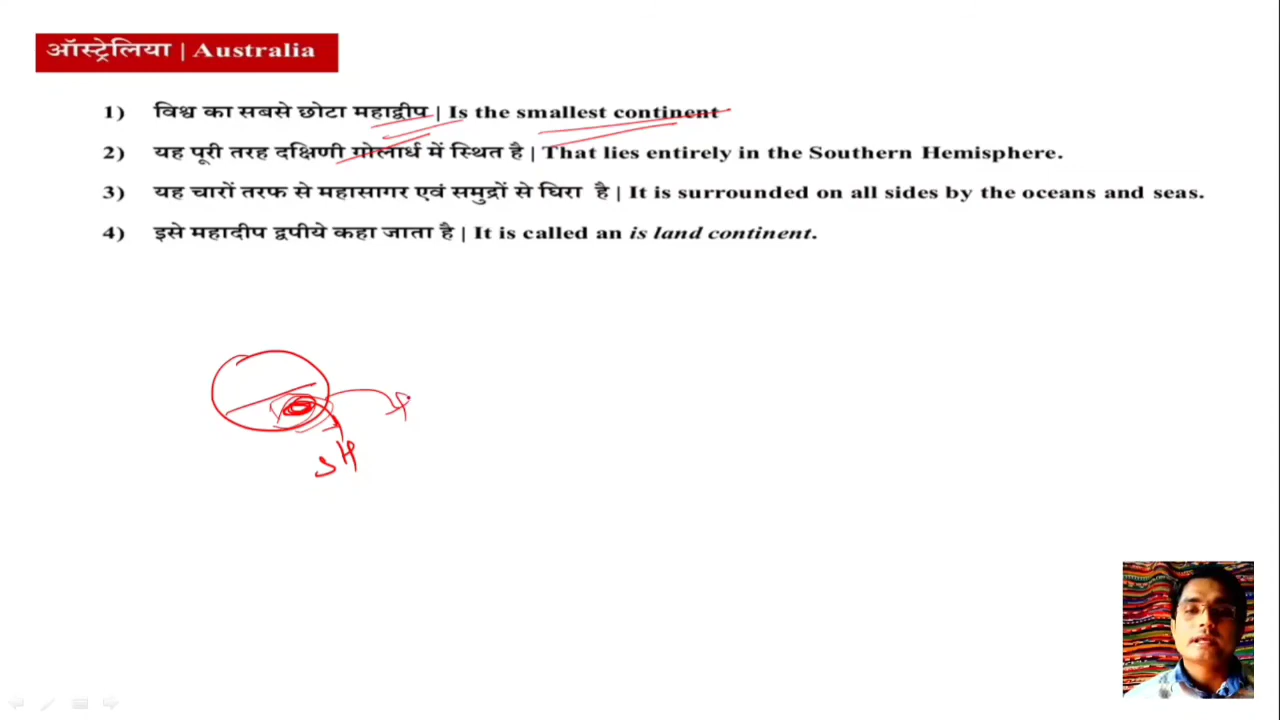 ऑस्ट्रेलिया | Australia
1) विश्व का सबसे छोटा महाद्वीप | Is the smallest continent
2) यह पूरी तरह दक्षिणी गोलार्ध में स्थित है | That lies entirely in the Southern Hemisphere.
3) यह चारों तरफ से महासागर एवं समुद्रों से घिरा है | It is surrounded on all sides by the oceans and seas.
4) इसे महादीप द्वपीये कहा जाता है | It is called an is land continent.
SH